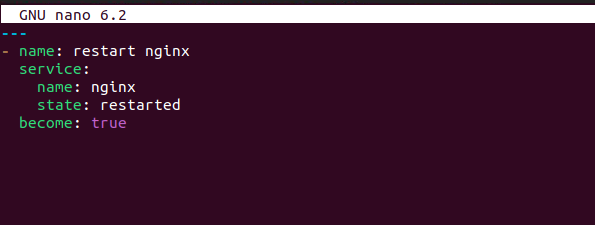 GNU nano 6.2
---
- name: restart nginx
  service:
    name: nginx
    state: restarted
  become: true